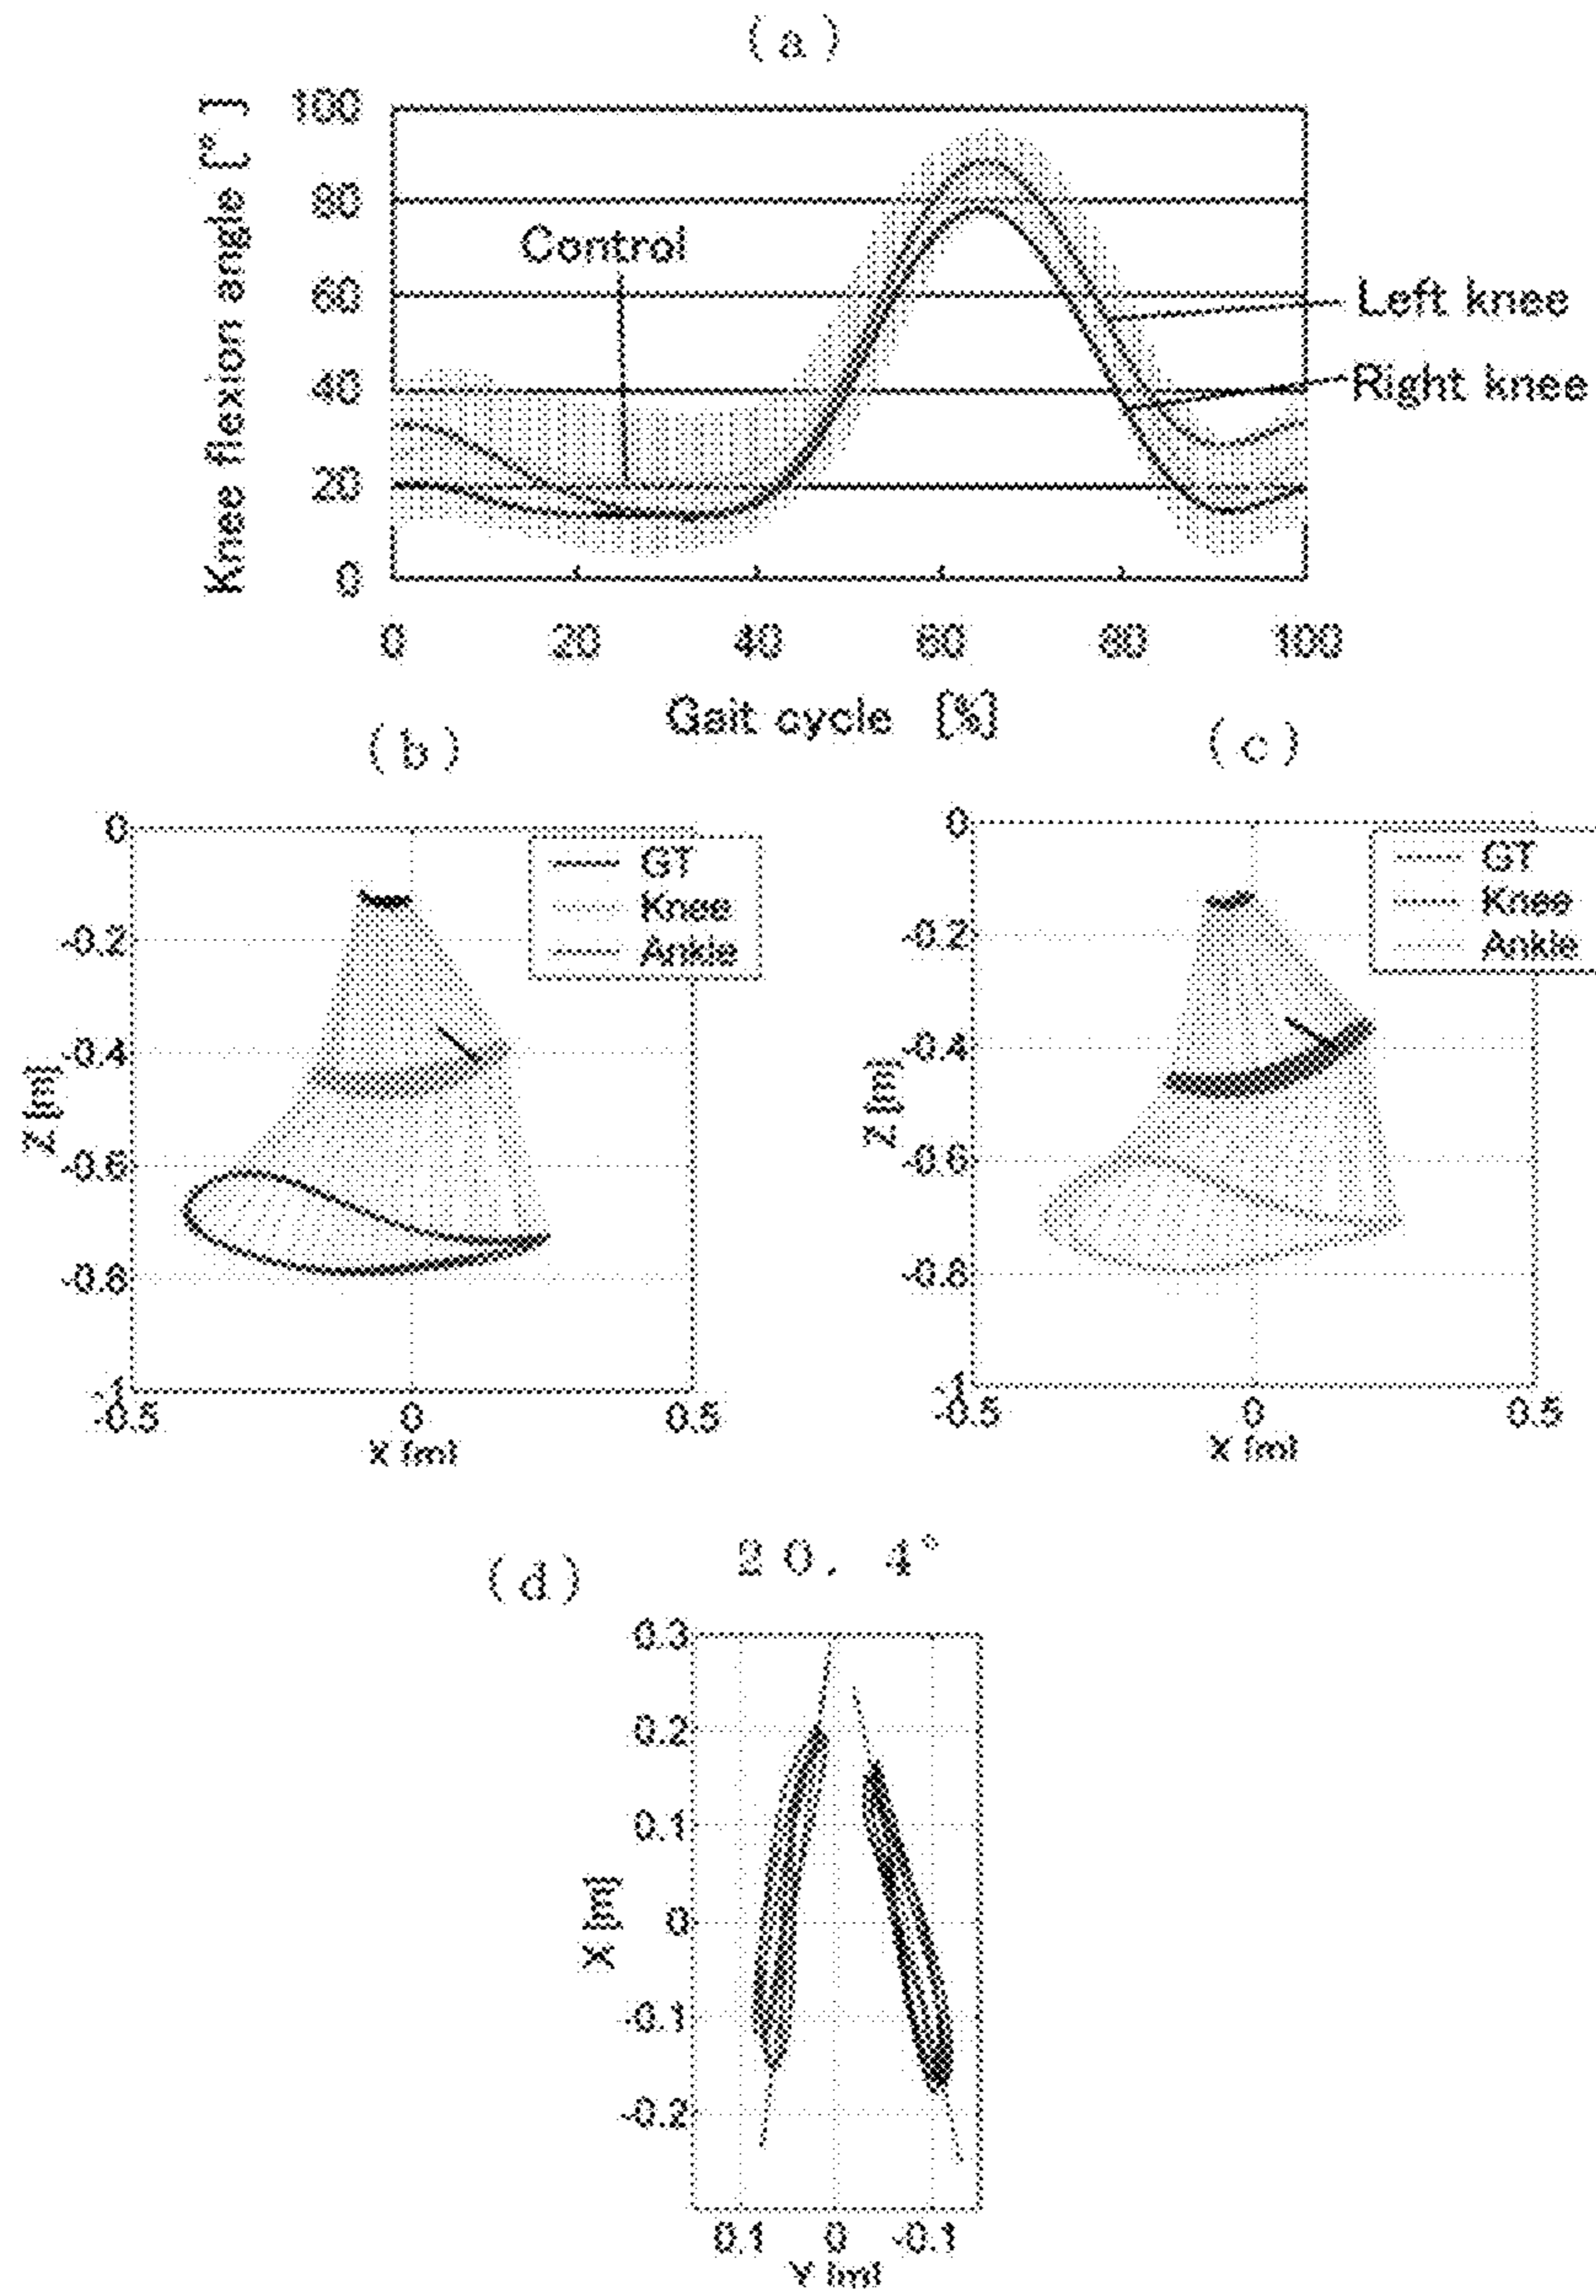 (a)
Knee flexion angle [°]
100
80
60
40
20
0
Control
Left knee
Right knee
0 20 40 60 80 100
Gait cycle [%]
(b)
0
-0.2
-0.4
-0.6
-0.8
-1
Z [m]
GT
Knee
Ankle
-0.5 0 0.5
X [m]
(c)
0
-0.2
-0.4
-0.6
-0.8
-1
Z [m]
GT
Knee
Ankle
-0.5 0 0.5
X [m]
(d)
20. 4°
0.3
0.2
0.1
0
-0.1
-0.2
X [m]
0.1 0 -0.1
Y [m]